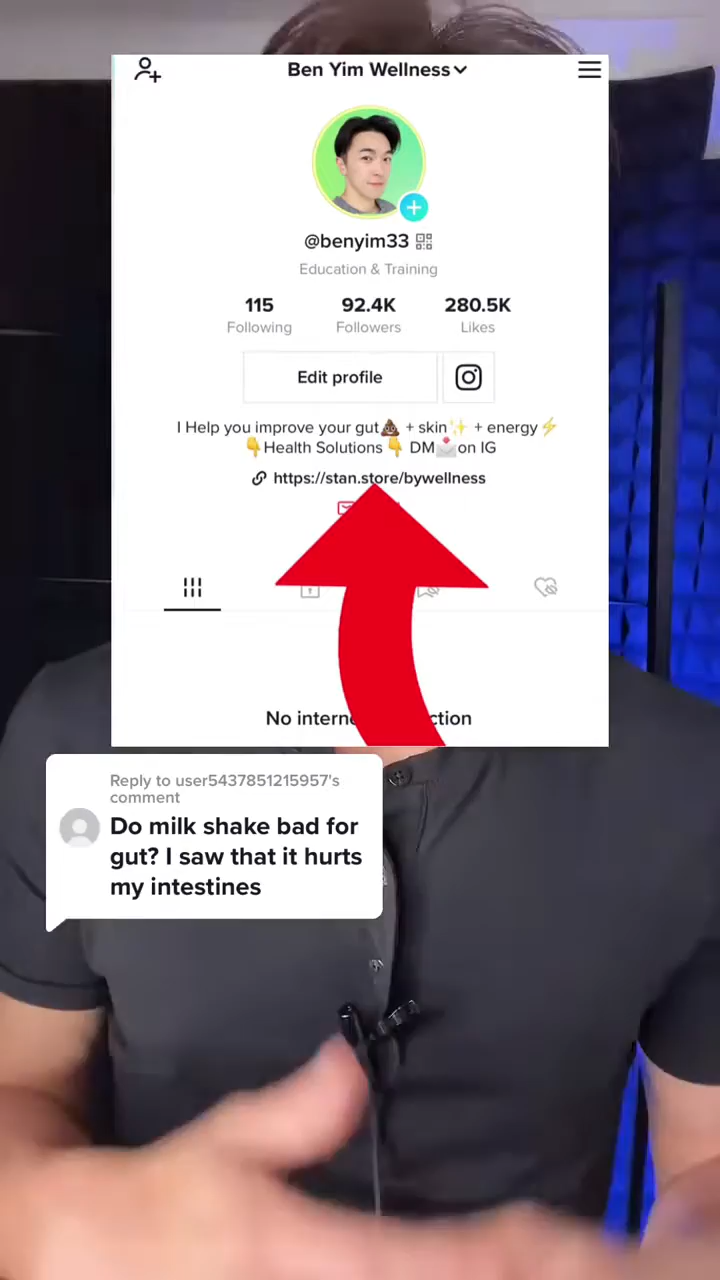 Ben Yim Wellness
@benyim33
Education & Training
115 92.4K 280.5K
Following Followers Likes
Edit profile
I Help you improve your gut💩 + skin✨ + energy⚡
👇Health Solutions👇 DM📩on IG
https://stan.store/bywellness
No
Reply to user5437851215957's
comment
Do milk shake bad for
gut? I saw that it hurts
my intestines